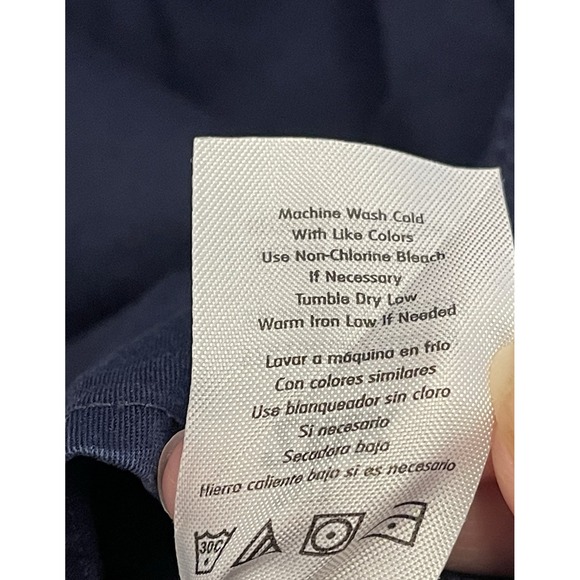 Machine Wash Cold
With Like Colors
Use Non-Chlorine Bleach
If Necessary
Tumble Dry Low
Warm Iron Low If Needed
Lavar a máquina en frío
Con colores similares
Use blanqueador sin cloro
Si necesario
Secadora bajo
Hierro caliente bajo si es necesario
30C